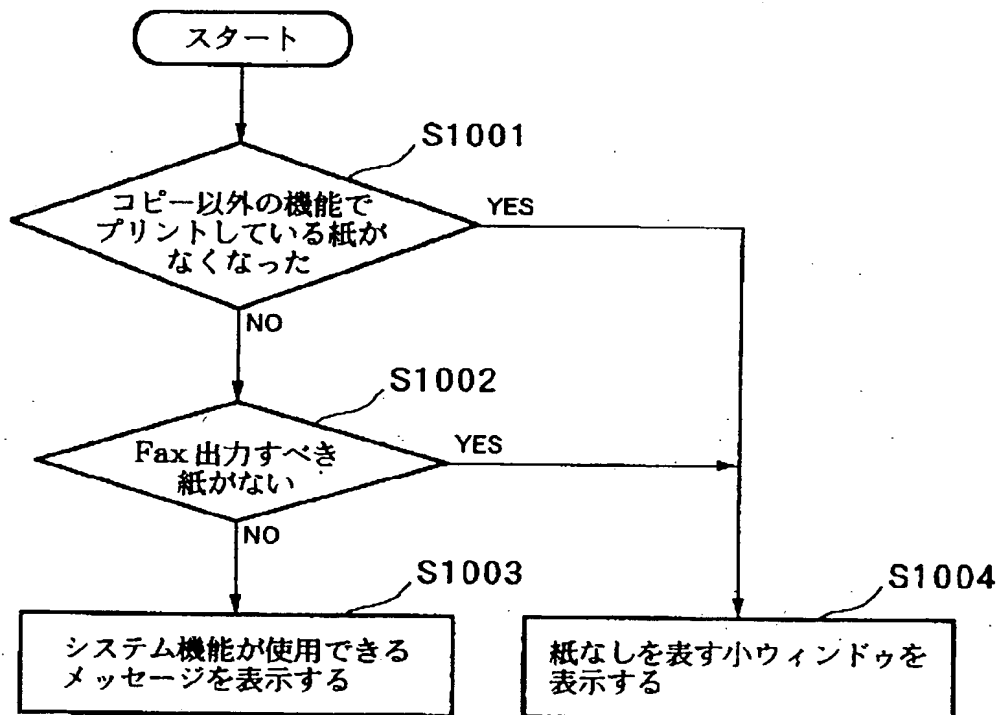 スタート
S1001
コピー以外の機能で
プリントしている紙が
なくなった
YES
NO
S1002
Fax 出力すべき
紙がない
YES
NO
S1003
システム機能が使用できる
メッセージを表示する
S1004
紙なしを表す小ウィンドゥを
表示する